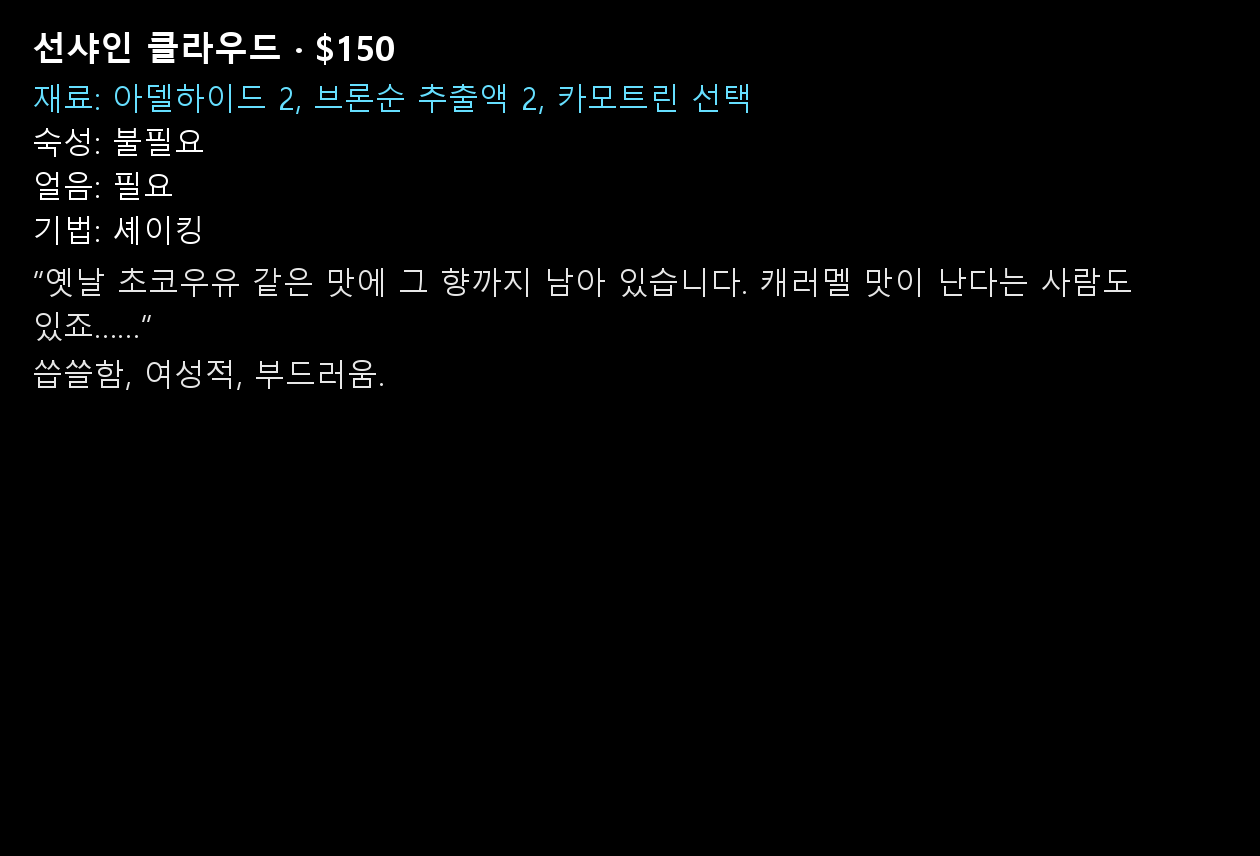 선샤인 클라우드 · $150
재료: 아델하이드 2, 브론순 추출액 2, 카모트린 선택
숙성: 불필요
얼음: 필요
기법: 셰이킹
"옛날 초코우유 같은 맛에 그 향까지 남아 있습니다. 캐러멜 맛이 난다는 사람도
있죠......"
씁쓸함, 여성적, 부드러움.